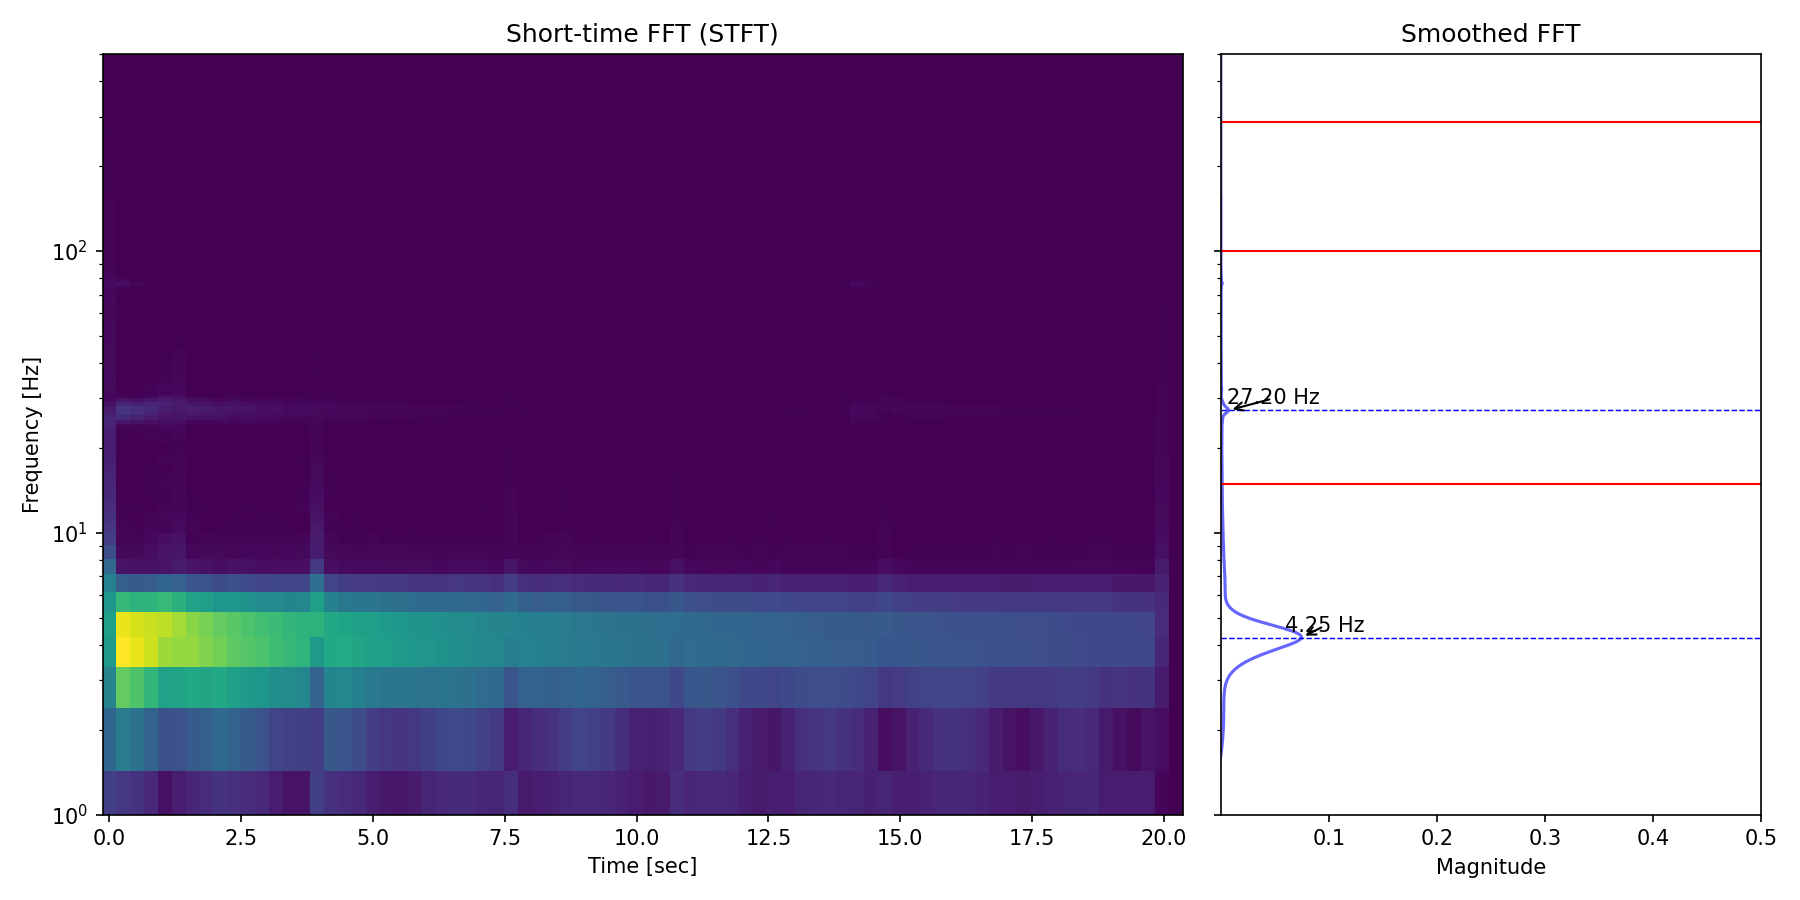 Short-time FFT (STFT)
Smoothed FFT
Frequency [Hz]
10²
10¹
10⁰
0.0 2.5 5.0 7.5 10.0 12.5 15.0 17.5 20.0
Time [sec]
27.20 Hz
4.25 Hz
0.1 0.2 0.3 0.4 0.5
Magnitude